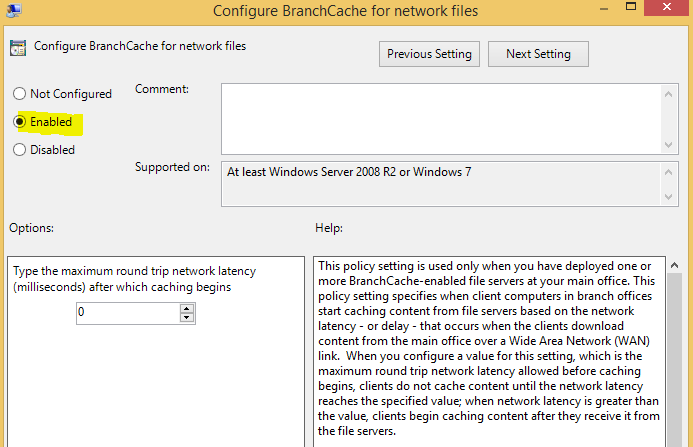 Configure BranchCache for network files
Configure BranchCache for network files
Previous Setting
Next Setting
Not Configured
Enabled
Disabled
Comment:
Supported on:
At least Windows Server 2008 R2 or Windows 7
Options:
Help:
Type the maximum round trip network latency
(milliseconds) after which caching begins
0
This policy setting is used only when you have deployed one or
more BranchCache-enabled file servers at your main office. This
policy setting specifies when client computers in branch offices
start caching content from file servers based on the network
latency - or delay - that occurs when the clients download
content from the main office over a Wide Area Network (WAN)
link.  When you configure a value for this setting, which is the
maximum round trip network latency allowed before caching
begins, clients do not cache content until the network latency
reaches the specified value; when network latency is greater than
the value, clients begin caching content after they receive it from
the file servers.